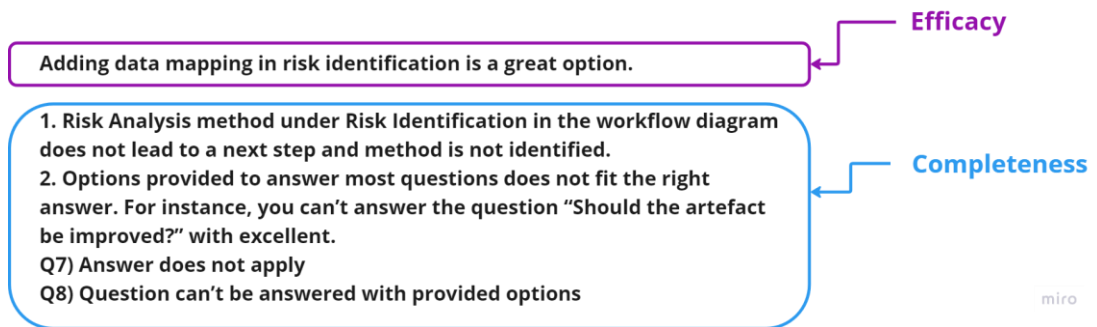 Efficacy
Adding data mapping in risk identification is a great option.
1. Risk Analysis method under Risk Identification in the workflow diagram
does not lead to a next step and method is not identified.
2. Options provided to answer most questions does not fit the right
answer. For instance, you can’t answer the question “Should the artefact
be improved?” with excellent.
Q7) Answer does not apply
Q8) Question can’t be answered with provided options
Completeness
miro